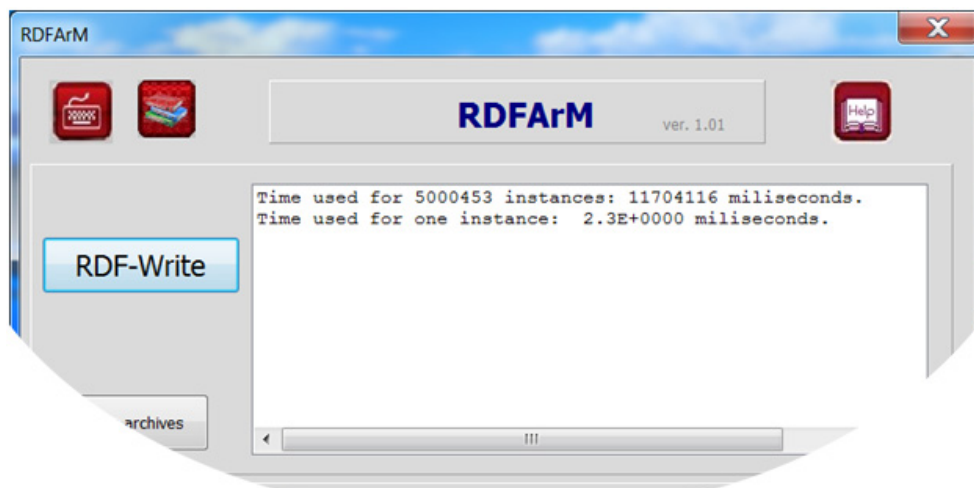 RDFArM
RDFArM ver. 1.01
Help
Time used for 5000453 instances: 11704116 miliseconds.
Time used for one instance:  2.3E+0000 miliseconds.
RDF-Write
archives